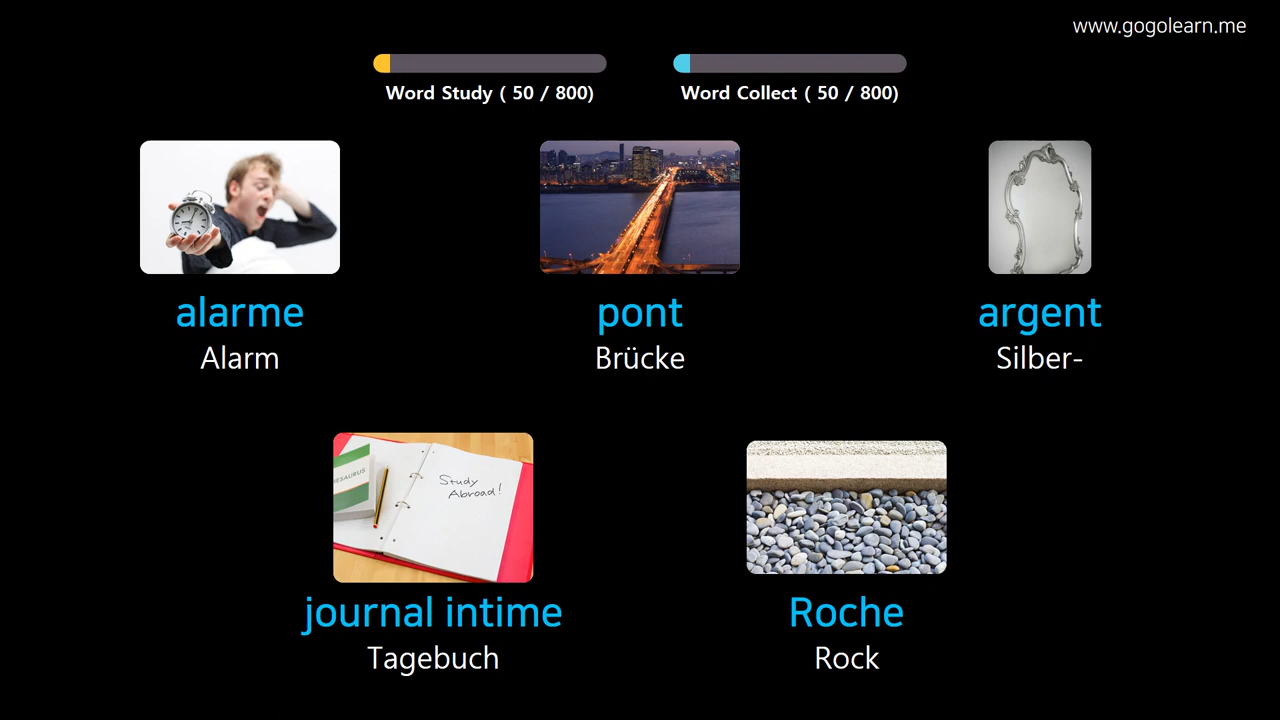 www.gogolearn.me
Word Study ( 50 / 800)
Word Collect ( 50 / 800)
alarme
Alarm
pont
Brücke
argent
Silber-
ESAURUS
Study
Abroad!
journal intime
Tagebuch
Roche
Rock